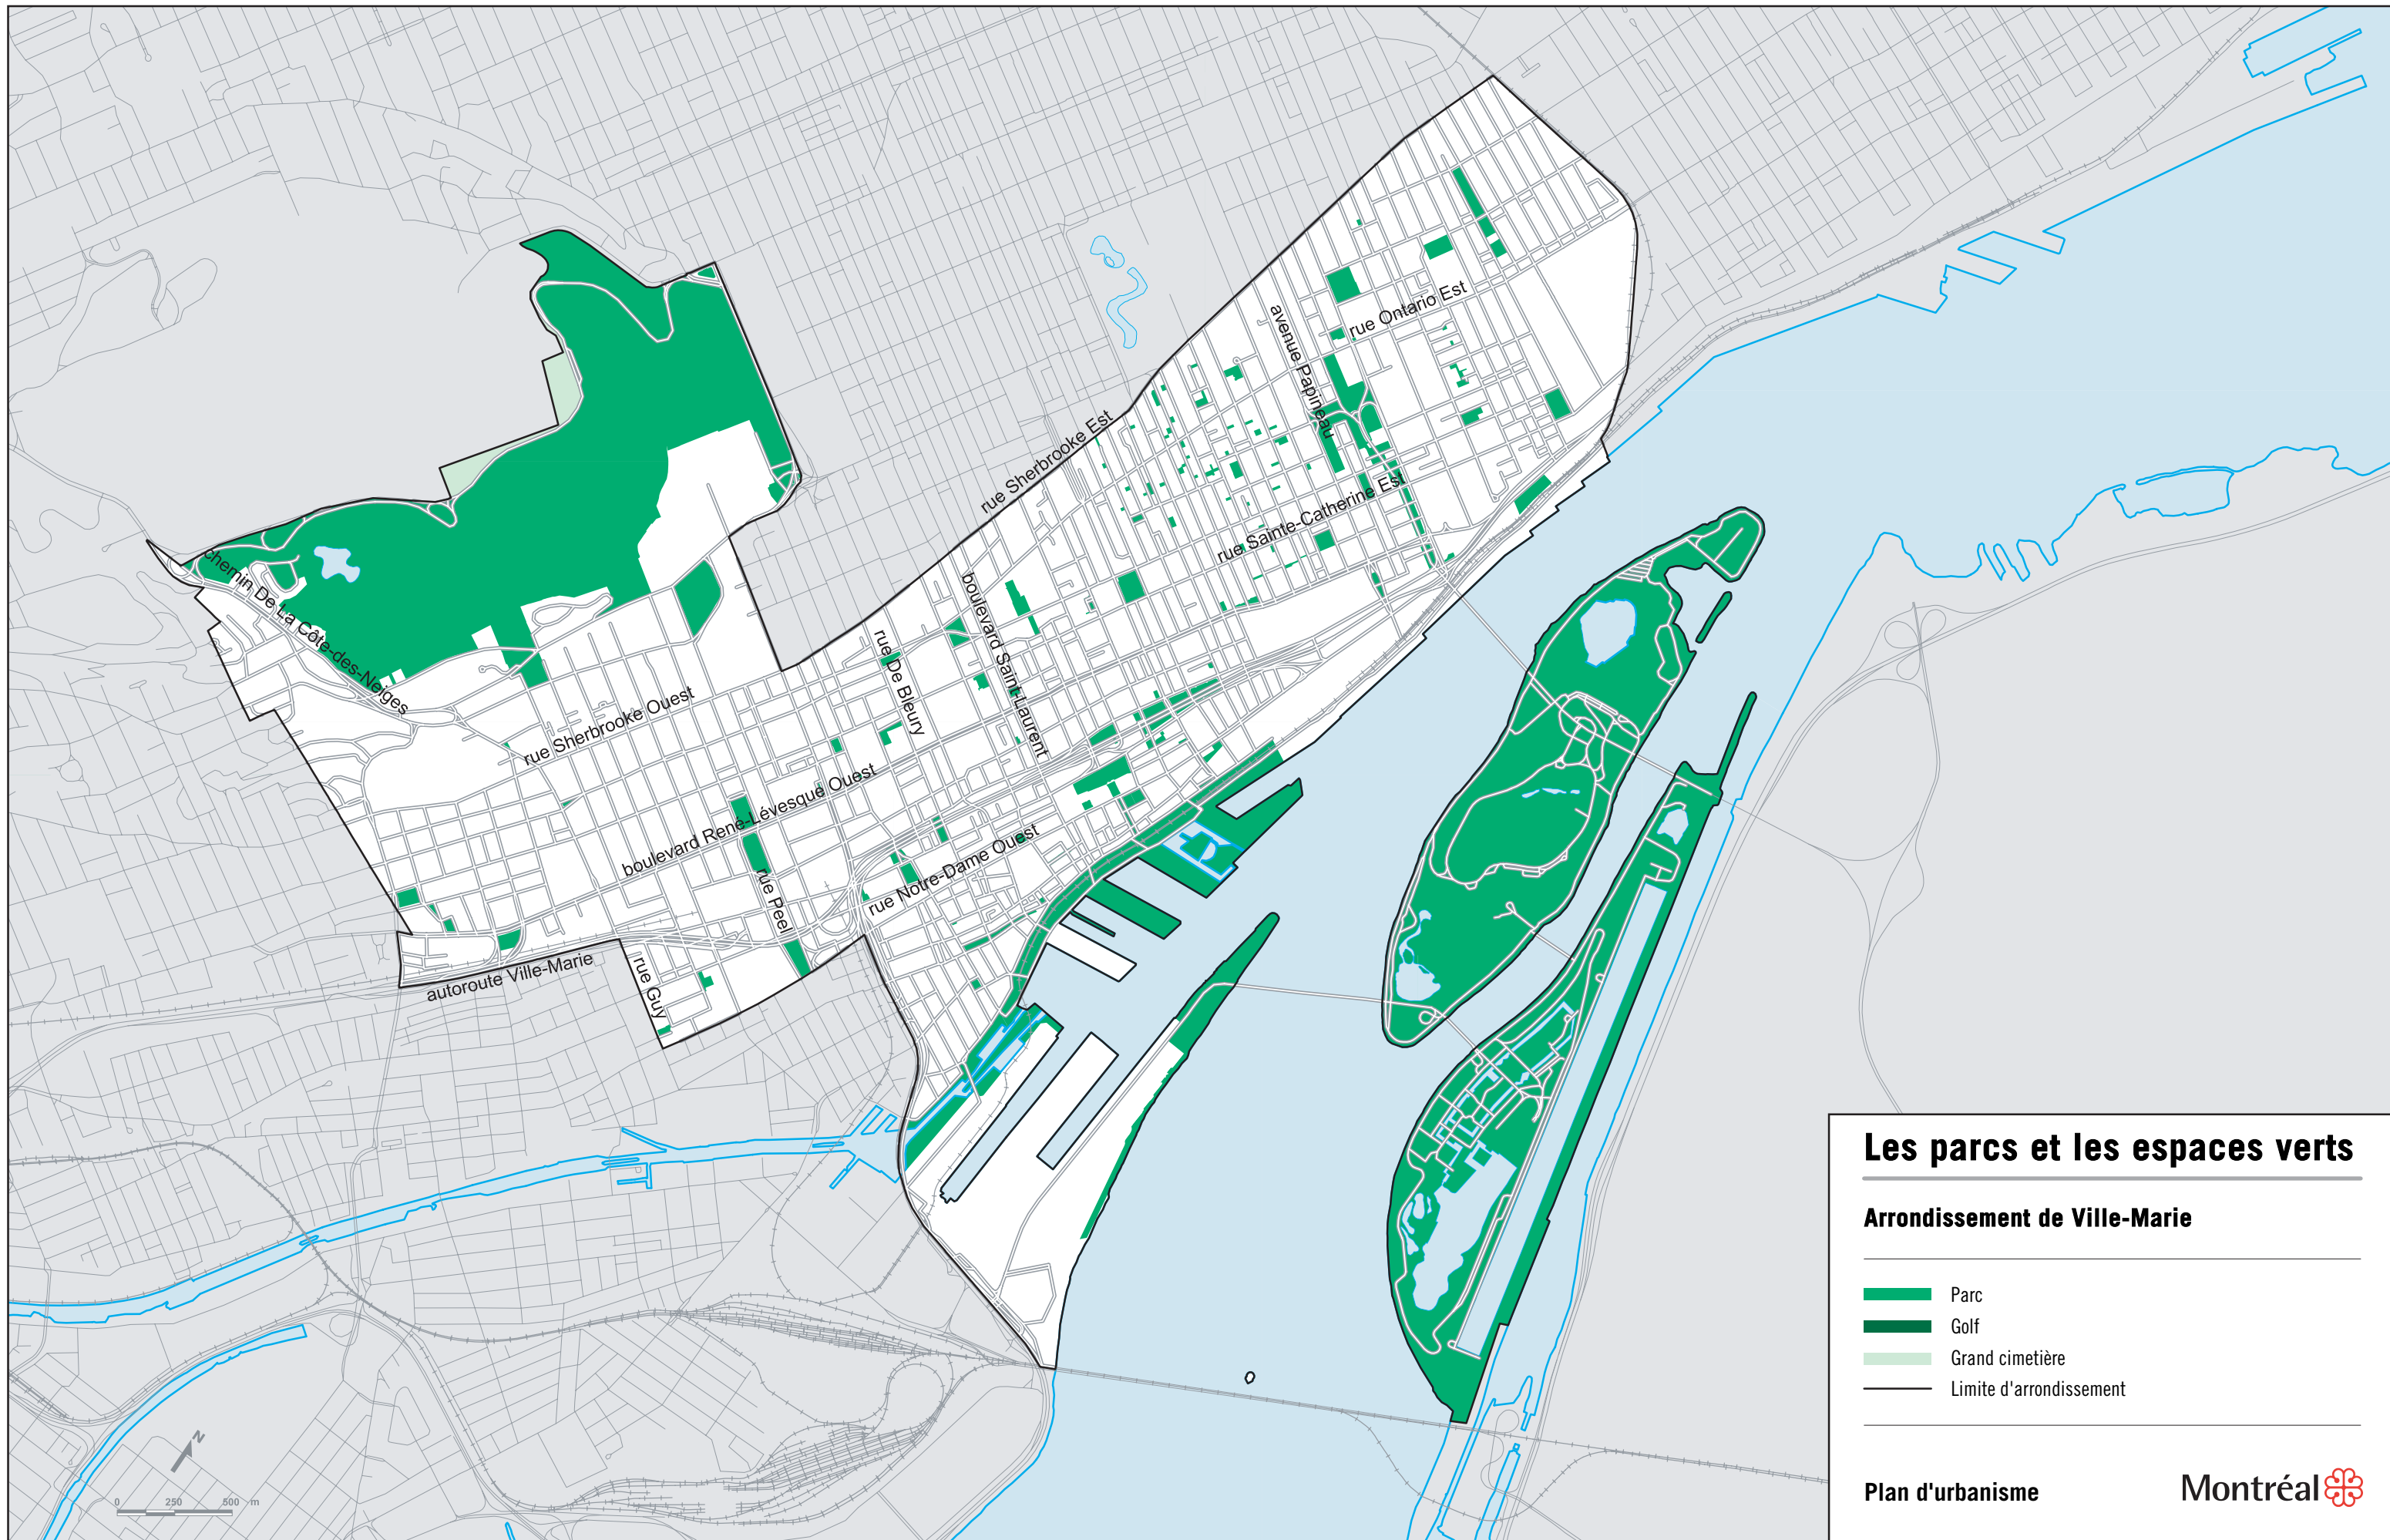 rue Ontario Est
avenue Papineau
rue Sherbrooke Est
rue Sainte-Catherine Est
chemin De La Côte-des-Neiges
boulevard Saint-Laurent
rue De Bleury
rue Sherbrooke Ouest
boulevard René-Lévesque Ouest
rue Notre-Dame Ouest
rue Peel
autoroute Ville-Marie
rue Guy
Les parcs et les espaces verts
Arrondissement de Ville-Marie
Parc
Golf
Grand cimetière
Limite d'arrondissement
Plan d'urbanisme
Montréal
N
0 250 500 m